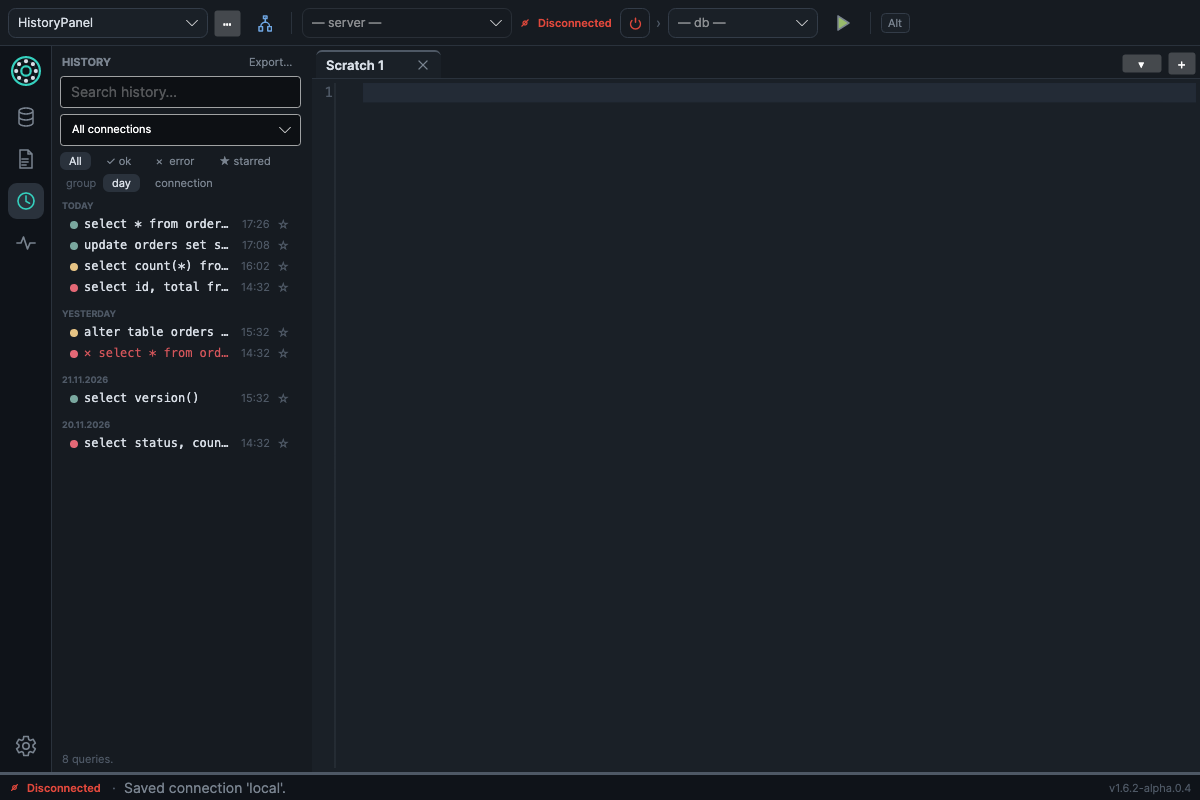 HistoryPanel
...
— server —
Disconnected
›
— db —
Alt
HISTORY
Export...
Search history...
All connections
All
✓ ok
× error
★ starred
group
day
connection
TODAY
select * from order… 17:26 ☆
update orders set s… 17:08 ☆
select count(*) fro… 16:02 ☆
select id, total fr… 14:32 ☆
YESTERDAY
alter table orders … 15:32 ☆
× select * from ord… 14:32 ☆
21.11.2026
select version() 15:32 ☆
20.11.2026
select status, coun… 14:32 ☆
8 queries.
Scratch 1
▾
+
1
Disconnected · Saved connection 'local'.
v1.6.2-alpha.0.4